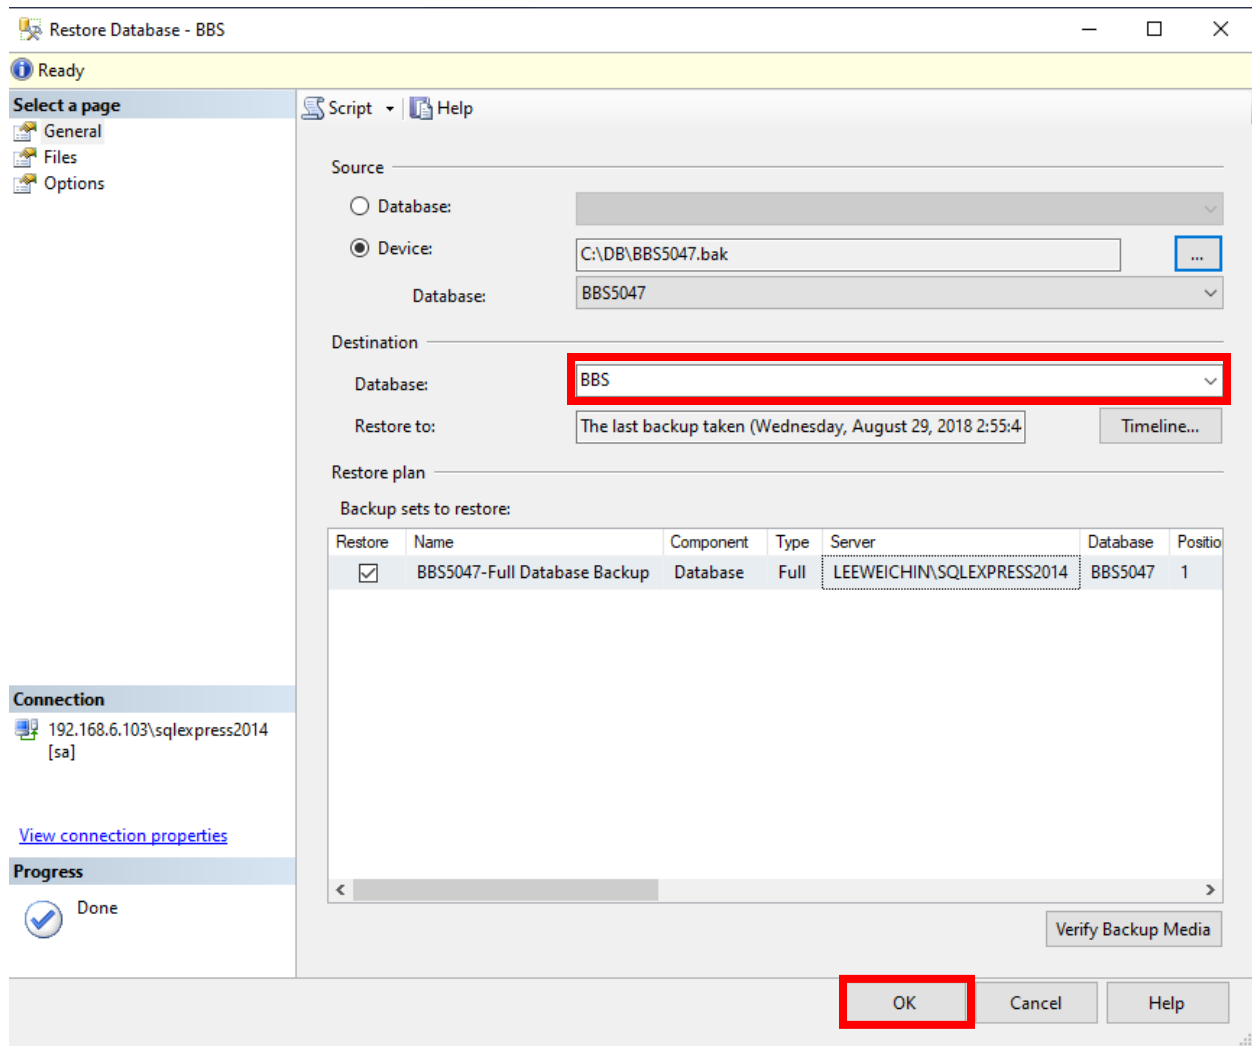 Restore Database - BBS
Ready
Select a page
General
Files
Options
Script
Help
Source
Database:
Device:
C:\DB\BBS5047.bak
...
Database:
BBS5047
Destination
Database:
BBS
Restore to:
The last backup taken (Wednesday, August 29, 2018 2:55:4
Timeline...
Restore plan
Backup sets to restore:
Restore Name Component Type Server Database Positio
BBS5047-Full Database Backup Database Full LEEWEICHIN\SQLEXPRESS2014 BBS5047 1
Connection
192.168.6.103\sqlexpress2014
[sa]
View connection properties
Progress
Done
Verify Backup Media
OK
Cancel
Help